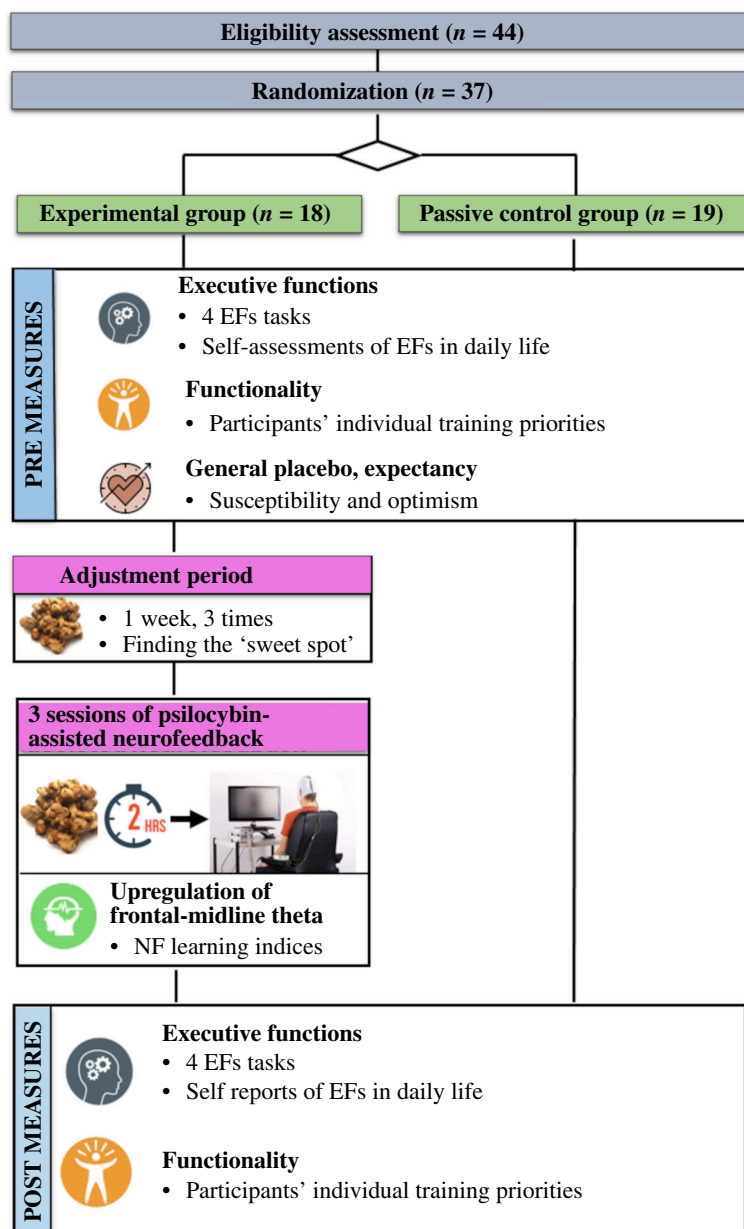 Eligibility assessment (n = 44)
Randomization (n = 37)
Experimental group (n = 18)
Passive control group (n = 19)
PRE MEASURES
Executive functions
• 4 EFs tasks
• Self-assessments of EFs in daily life
Functionality
• Participants’ individual training priorities
General placebo, expectancy
• Susceptibility and optimism
Adjustment period
• 1 week, 3 times
• Finding the ‘sweet spot’
3 sessions of psilocybin-
assisted neurofeedback
2 HRS
Upregulation of
frontal-midline theta
• NF learning indices
POST MEASURES
Executive functions
• 4 EFs tasks
• Self reports of EFs in daily life
Functionality
• Participants’ individual training priorities